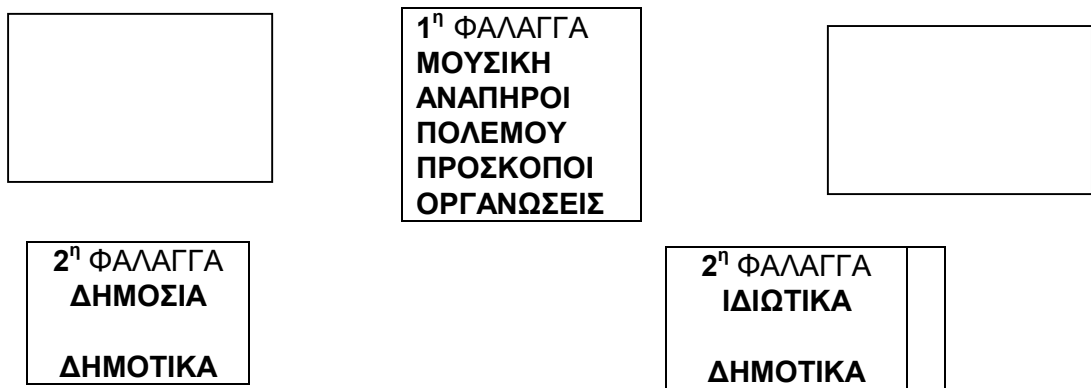 1η ΦΑΛΑΓΓΑ
ΜΟΥΣΙΚΗ
ΑΝΑΠΗΡΟΙ
ΠΟΛΕΜΟΥ
ΠΡΟΣΚΟΠΟΙ
ΟΡΓΑΝΩΣΕΙΣ
2η ΦΑΛΑΓΓΑ
ΔΗΜΟΣΙΑ
ΔΗΜΟΤΙΚΑ
2η ΦΑΛΑΓΓΑ
ΙΔΙΩΤΙΚΑ
ΔΗΜΟΤΙΚΑ